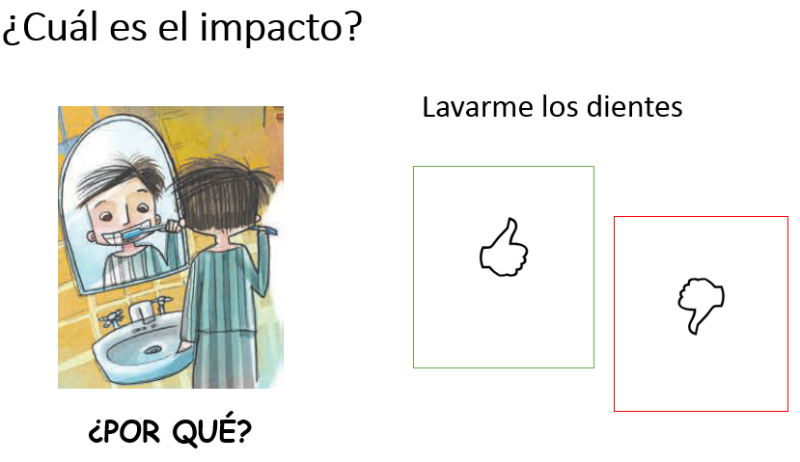 ¿Cuál es el impacto?
Lavarme los dientes
¿POR QUÉ?